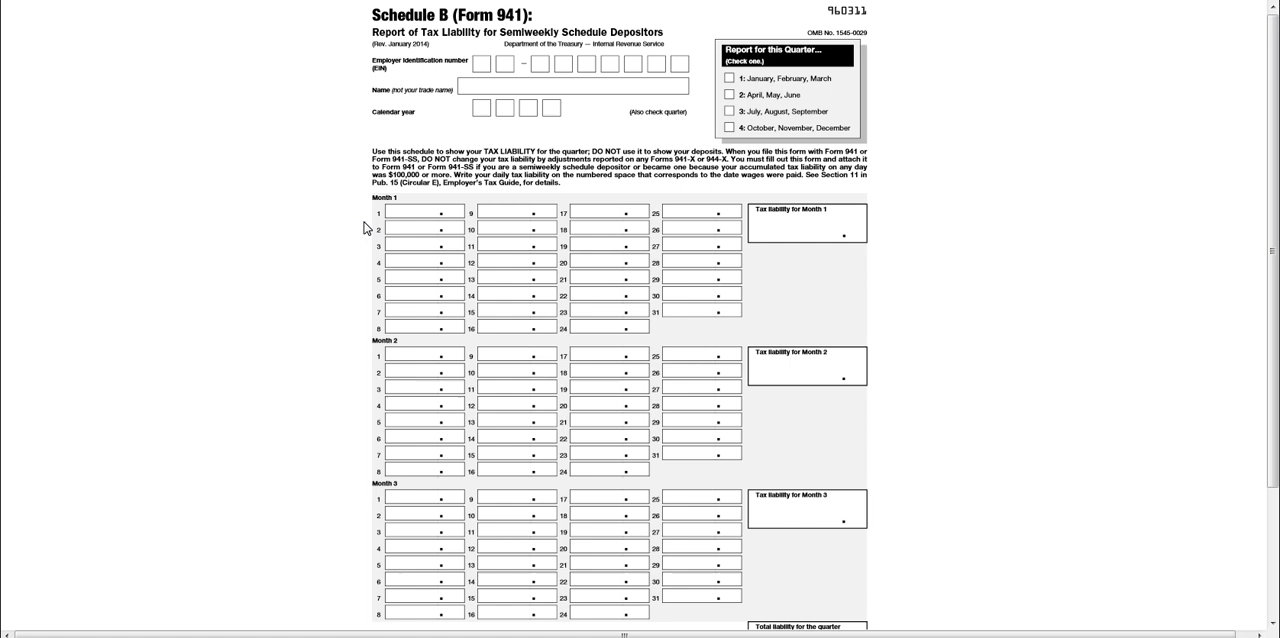 Schedule B (Form 941):
960311
Report of Tax Liability for Semiweekly Schedule Depositors
OMB No. 1545-0029
(Rev. January 2014) Department of the Treasury — Internal Revenue Service
Employer identification number
(EIN)
–
Name (not your trade name)
Calendar year
(Also check quarter)
Report for this Quarter...
(Check one.)
1: January, February, March
2: April, May, June
3: July, August, September
4: October, November, December
Use this schedule to show your TAX LIABILITY for the quarter; DO NOT use it to show your deposits. When you file this form with Form 941 or
Form 941-SS, DO NOT change your tax liability by adjustments reported on any Forms 941-X or 944-X. You must fill out this form and attach it
to Form 941 or Form 941-SS if you are a semiweekly schedule depositor or became one because your accumulated tax liability on any day
was $100,000 or more. Write your daily tax liability on the numbered space that corresponds to the date wages were paid. See Section 11 in
Pub. 15 (Circular E), Employer's Tax Guide, for details.
Month 1
1 . 9 . 17 . 25 .
2 . 10 . 18 . 26 .
3 . 11 . 19 . 27 .
4 . 12 . 20 . 28 .
5 . 13 . 21 . 29 .
6 . 14 . 22 . 30 .
7 . 15 . 23 . 31 .
8 . 16 . 24 .
Tax liability for Month 1
.
Month 2
1 . 9 . 17 . 25 .
2 . 10 . 18 . 26 .
3 . 11 . 19 . 27 .
4 . 12 . 20 . 28 .
5 . 13 . 21 . 29 .
6 . 14 . 22 . 30 .
7 . 15 . 23 . 31 .
8 . 16 . 24 .
Tax liability for Month 2
.
Month 3
1 . 9 . 17 . 25 .
2 . 10 . 18 . 26 .
3 . 11 . 19 . 27 .
4 . 12 . 20 . 28 .
5 . 13 . 21 . 29 .
6 . 14 . 22 . 30 .
7 . 15 . 23 . 31 .
8 . 16 . 24 .
Tax liability for Month 3
.
Total liability for the quarter